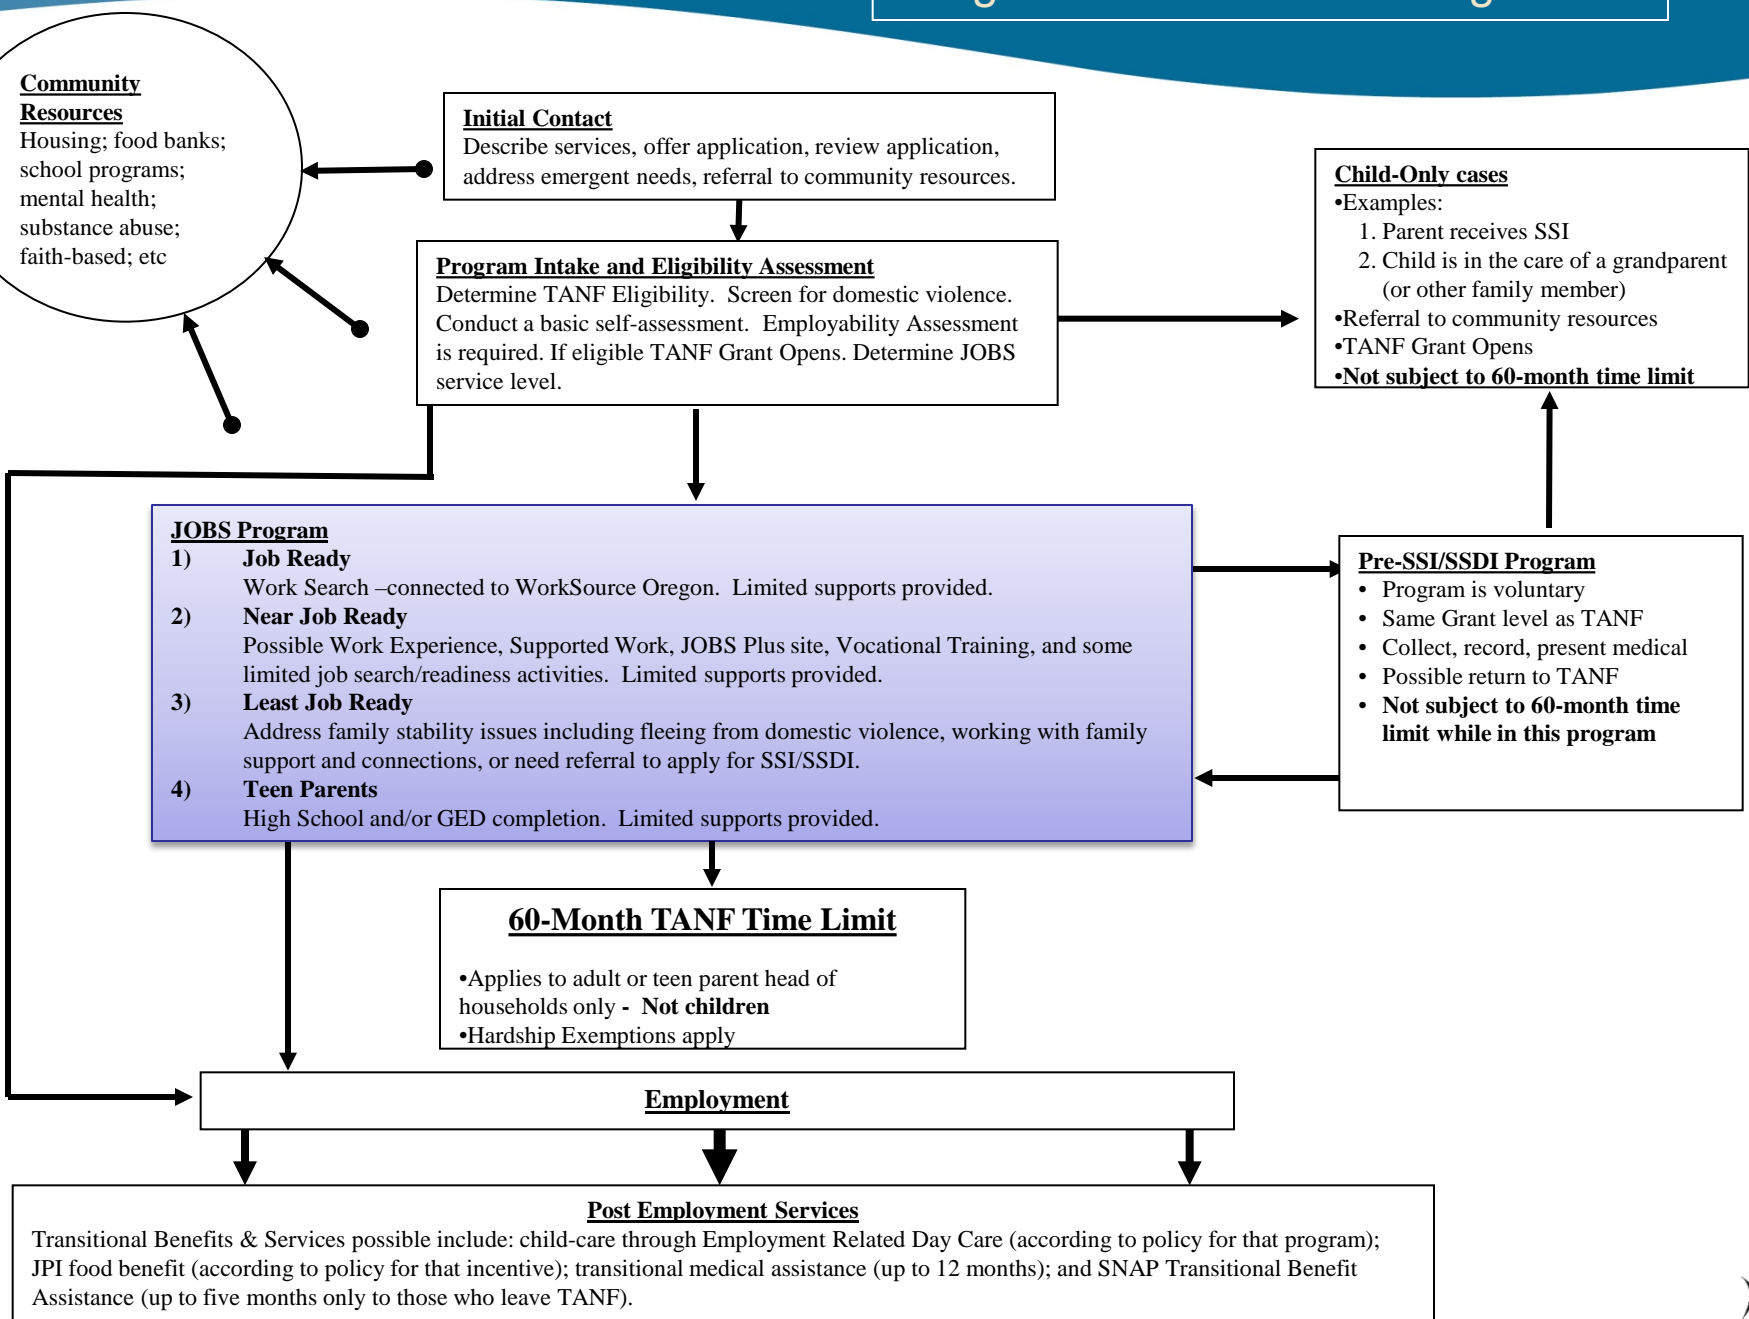 Community
Resources
Housing; food banks;
school programs;
mental health;
substance abuse;
faith-based; etc
Initial Contact
Describe services, offer application, review application,
address emergent needs, referral to community resources.
Program Intake and Eligibility Assessment
Determine TANF Eligibility.  Screen for domestic violence.
Conduct a basic self-assessment.  Employability Assessment
is required. If eligible TANF Grant Opens. Determine JOBS
service level.
Child-Only cases
•Examples:
1. Parent receives SSI
2. Child is in the care of a grandparent
(or other family member)
•Referral to community resources
•TANF Grant Opens
•Not subject to 60-month time limit
JOBS Program
1) Job Ready
Work Search –connected to WorkSource Oregon.  Limited supports provided.
2) Near Job Ready
Possible Work Experience, Supported Work, JOBS Plus site, Vocational Training, and some
limited job search/readiness activities.  Limited supports provided.
3) Least Job Ready
Address family stability issues including fleeing from domestic violence, working with family
support and connections, or need referral to apply for SSI/SSDI.
4) Teen Parents
High School and/or GED completion.  Limited supports provided.
Pre-SSI/SSDI Program
• Program is voluntary
• Same Grant level as TANF
• Collect, record, present medical
• Possible return to TANF
• Not subject to 60-month time
limit while in this program
60-Month TANF Time Limit
•Applies to adult or teen parent head of
households only - Not children
•Hardship Exemptions apply
Employment
Post Employment Services
Transitional Benefits & Services possible include: child-care through Employment Related Day Care (according to policy for that program);
JPI food benefit (according to policy for that incentive); transitional medical assistance (up to 12 months); and SNAP Transitional Benefit
Assistance (up to five months only to those who leave TANF).